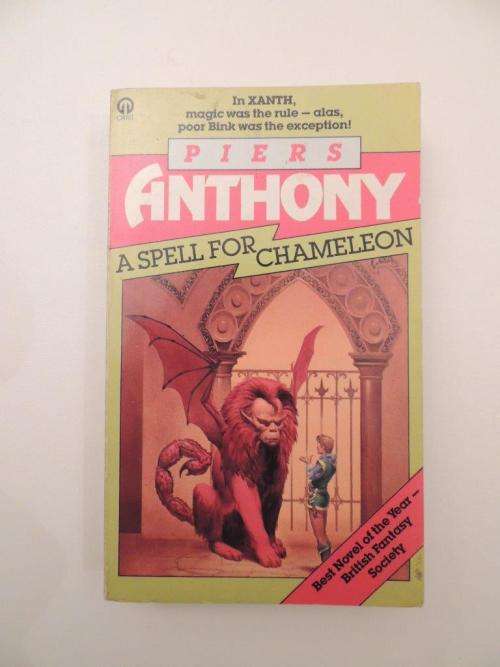 Orbit
In XANTH,
magic was the rule – alas,
poor Bink was the exception!
PIERS
ANTHONY
A SPELL FOR
CHAMELEON
Best Novel of the Year –
British Fantasy
Society